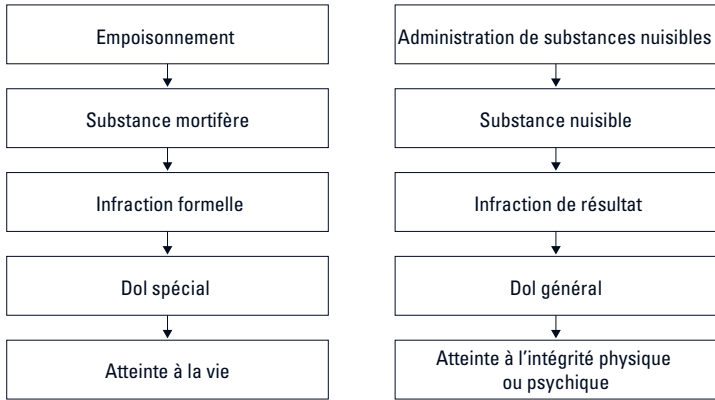 Empoisonnement
Substance mortifère
Infraction formelle
Dol spécial
Atteinte à la vie
Administration de substances nuisibles
Substance nuisible
Infraction de résultat
Dol général
Atteinte à l’intégrité physique
ou psychique